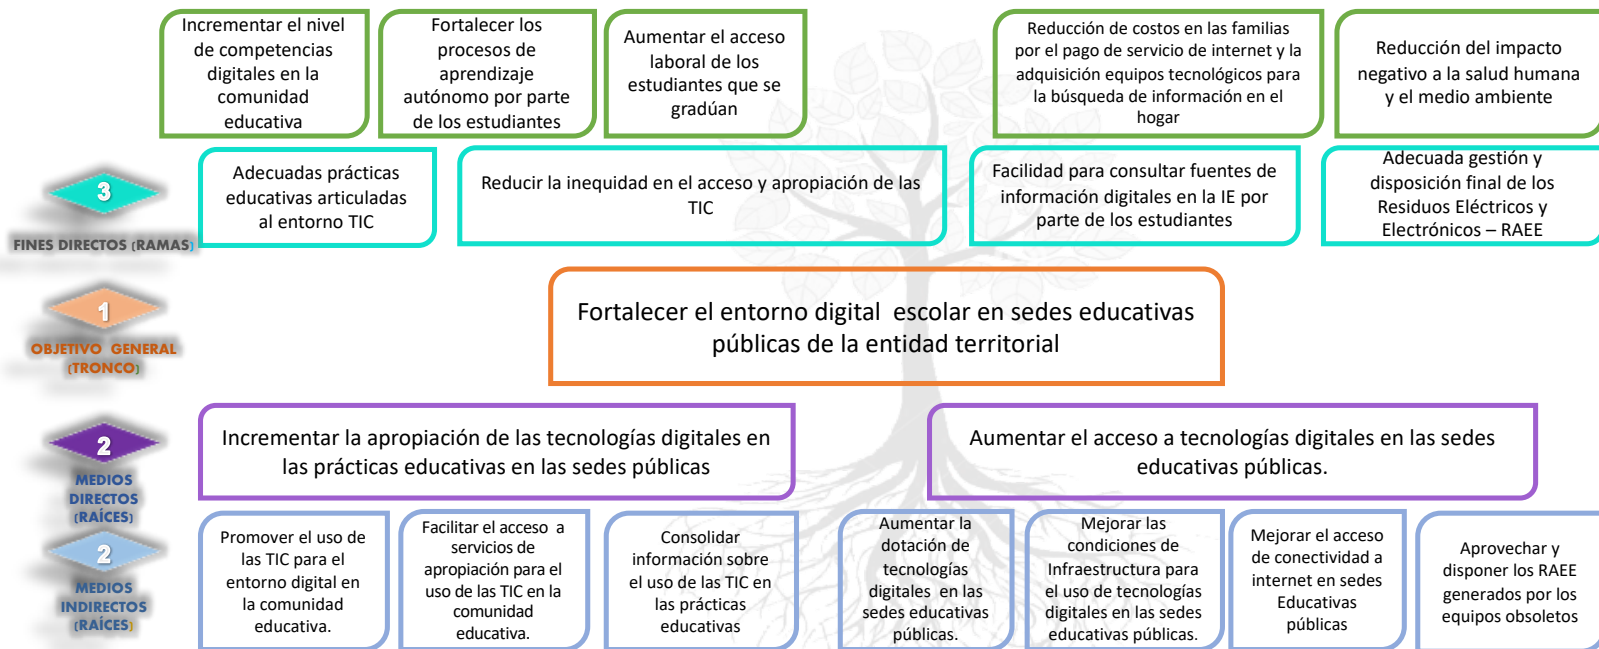 Incrementar el nivel
de competencias
digitales en la
comunidad
educativa
Fortalecer los
procesos de
aprendizaje
autónomo por parte
de los estudiantes
Aumentar el acceso
laboral de los
estudiantes que se
gradúan
Reducción de costos en las familias
por el pago de servicio de internet y la
adquisición equipos tecnológicos para
la búsqueda de información en el
hogar
Reducción del impacto
negativo a la salud humana
y el medio ambiente
3
FINES DIRECTOS (RAMAS)
Adecuadas prácticas
educativas articuladas
al entorno TIC
Reducir la inequidad en el acceso y apropiación de las
TIC
Facilidad para consultar fuentes de
información digitales en la IE por
parte de los estudiantes
Adecuada gestión y
disposición final de los
Residuos Eléctricos y
Electrónicos – RAEE
1
OBJETIVO GENERAL
(TRONCO)
Fortalecer el entorno digital escolar en sedes educativas
públicas de la entidad territorial
2
MEDIOS
DIRECTOS
(RAÍCES)
Incrementar la apropiación de las tecnologías digitales en
las prácticas educativas en las sedes públicas
Aumentar el acceso a tecnologías digitales en las sedes
educativas públicas.
2
MEDIOS
INDIRECTOS
(RAÍCES)
Promover el uso de
las TIC para el
entorno digital en
la comunidad
educativa.
Facilitar el acceso a
servicios de
apropiación para el
uso de las TIC en la
comunidad
educativa.
Consolidar
información sobre
el uso de las TIC en
las prácticas
educativas
Aumentar la
dotación de
tecnologías
digitales en las
sedes educativas
públicas.
Mejorar las
condiciones de
Infraestructura para
el uso de tecnologías
digitales en las sedes
educativas públicas.
Mejorar el acceso
de conectividad a
internet en sedes
Educativas
públicas
Aprovechar y
disponer los RAEE
generados por los
equipos obsoletos